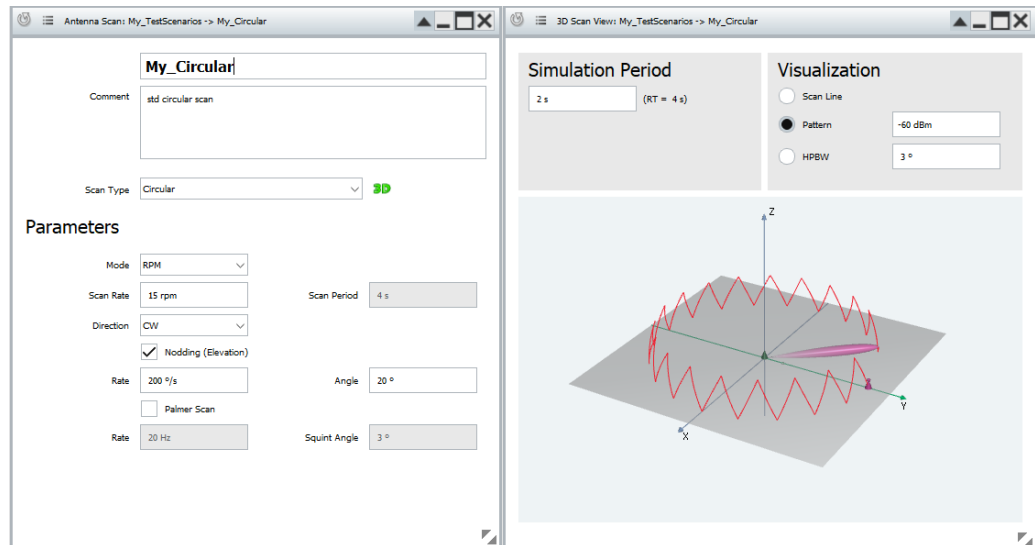 Antenna Scan: My_TestScenarios -> My_Circular
My_Circular
Comment
std circular scan
Scan Type
Circular
3D
Parameters
Mode
RPM
Scan Rate
15 rpm
Scan Period
4 s
Direction
CW
Nodding (Elevation)
Rate
200 º/s
Angle
20 º
Palmer Scan
Rate
20 Hz
Squint Angle
3 º
3D Scan View: My_TestScenarios -> My_Circular
Simulation Period
2 s
(RT = 4 s)
Visualization
Scan Line
Pattern
-60 dBm
HPBW
3 º
Z
Y
X